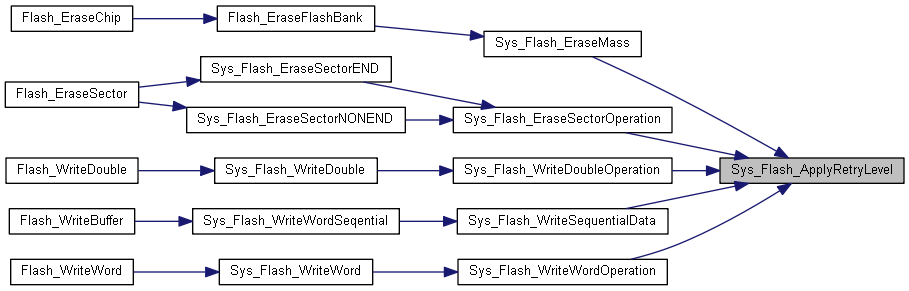 Flash_EraseChip
Flash_EraseFlashBank
Sys_Flash_EraseMass
Flash_EraseSector
Sys_Flash_EraseSectorEND
Sys_Flash_EraseSectorNONEND
Sys_Flash_EraseSectorOperation
Flash_WriteDouble
Sys_Flash_WriteDouble
Sys_Flash_WriteDoubleOperation
Sys_Flash_ApplyRetryLevel
Flash_WriteBuffer
Sys_Flash_WriteWordSeqential
Sys_Flash_WriteSequentialData
Flash_WriteWord
Sys_Flash_WriteWord
Sys_Flash_WriteWordOperation